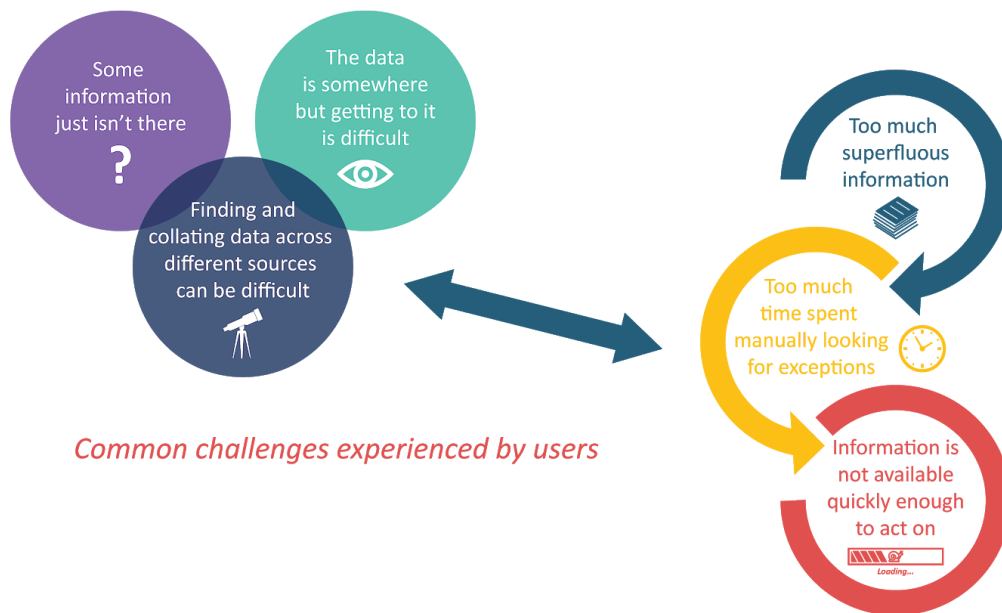 Some
information
just isn't there
?
The data
is somewhere
but getting to it
is difficult
Finding and
collating data across
different sources
can be difficult
Common challenges experienced by users
Too much
superfluous
information
Too much
time spent
manually looking
for exceptions
Information is
not available
quickly enough
to act on
Loading...